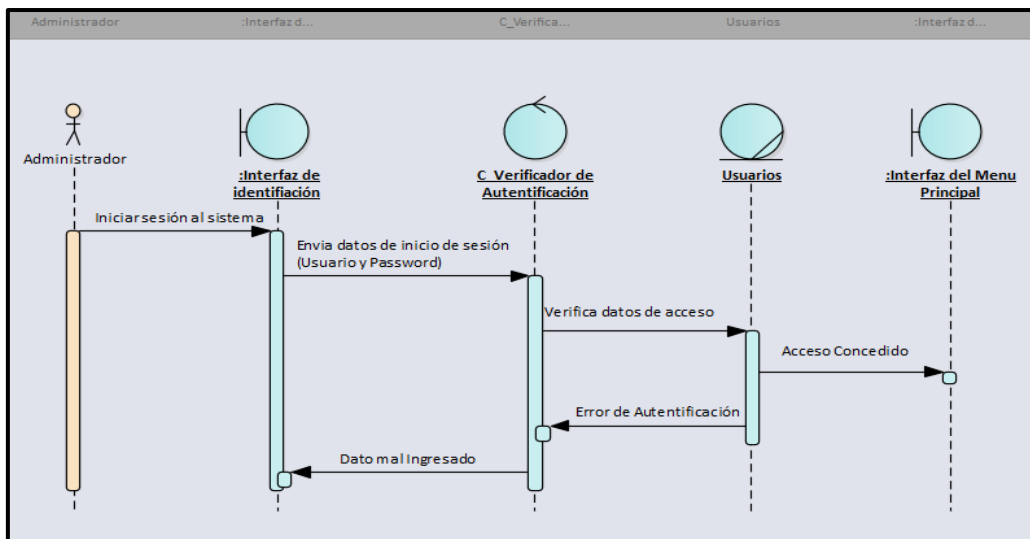 Administrador
:Interfaz d...
C_Verifica...
Usuarios
:Interfaz d...
Administrador
:Interfaz de
identifiación
C_Verificador de
Autentificación
Usuarios
:Interfaz del Menu
Principal
Iniciar sesión al sistema
Envia datos de inicio de sesión
(Usuario y Password)
Verifica datos de acceso
Acceso Concedido
Error de Autentificación
Dato mal Ingresado